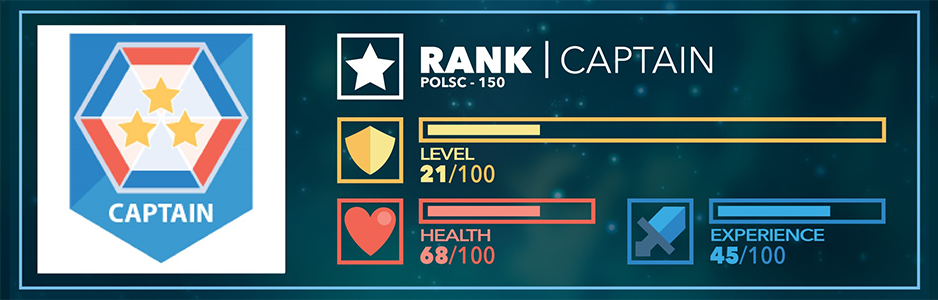 CAPTAIN
RANK | CAPTAIN
POLSC - 150
LEVEL
21/100
HEALTH
68/100
EXPERIENCE
45/100